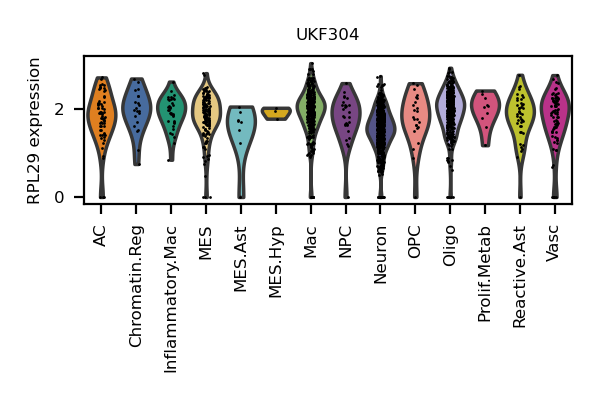 UKF304
RPL29 expression
2
0
AC
Chromatin.Reg
Inflammatory.Mac
MES
MES.Ast
MES.Hyp
Mac
NPC
Neuron
OPC
Oligo
Prolif.Metab
Reactive.Ast
Vasc